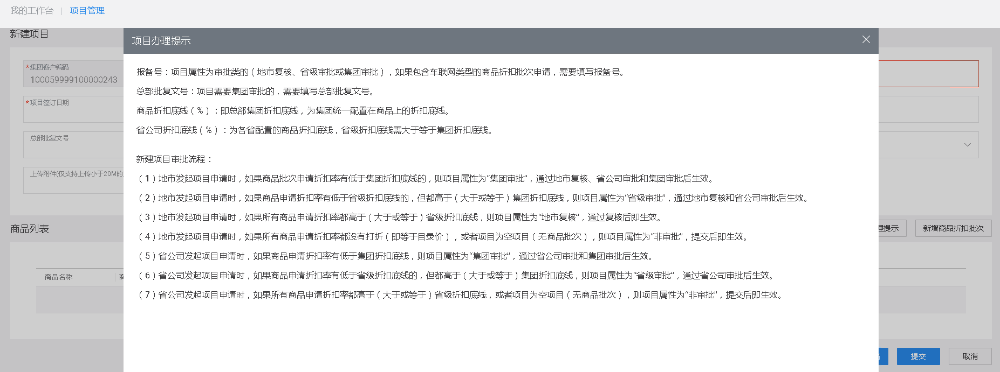 我的工作台 | 项目管理
新建项目
项目办理提示
*集团客户编码
100059999100000243
*项目签订日期
总部批复文号
上传附件(仅支持上传小于20M的
报备号：项目属性为审批类的（地市复核、省级审批或集团审批），如果包含车联网类型的商品折扣批次申请，需要填写报备号。
总部批复文号：项目需要集团审批的，需要填写总部批复文号。
商品折扣底线（%）：即总部集团折扣底线，为集团统一配置在商品上的折扣底线。
省公司折扣底线（%）：为各省配置的商品折扣底线，省级折扣底线需大于等于集团折扣底线。
新建项目审批流程：
（1）地市发起项目申请时，如果商品批次申请折扣率有低于集团折扣底线的，则项目属性为“集团审批”，通过地市复核、省公司审批和集团审批后生效。
（2）地市发起项目申请时，如果商品申请折扣率有低于省级折扣底线的，但都高于（大于或等于）集团折扣底线，则项目属性为“省级审批”，通过地市复核和省公司审批后生效。
（3）地市发起项目申请时，如果所有商品申请折扣率都高于（大于或等于）省级折扣底线，则项目属性为“地市复核”，通过复核后即生效。
（4）地市发起项目申请时，如果所有商品申请折扣率都没有打折（即等于目录价），或者项目为空项目（无商品批次），则项目属性为“非审批”，提交后即生效。
（5）省公司发起项目申请时，如果商品申请折扣率有低于集团折扣底线，则项目属性为“集团审批”，通过省公司审批和集团审批后生效。
（6）省公司发起项目申请时，如果商品申请折扣率有低于省级折扣底线的，但都高于（大于或等于）集团折扣底线，则项目属性为“省级审批”，通过省公司审批后生效。
（7）省公司发起项目申请时，如果所有商品申请折扣率都高于（大于或等于）省级折扣底线，或者项目为空项目（无商品批次），则项目属性为“非审批”，提交后即生效。
商品列表
理提示 新增商品折扣批次
商品名称 商
提交 取消